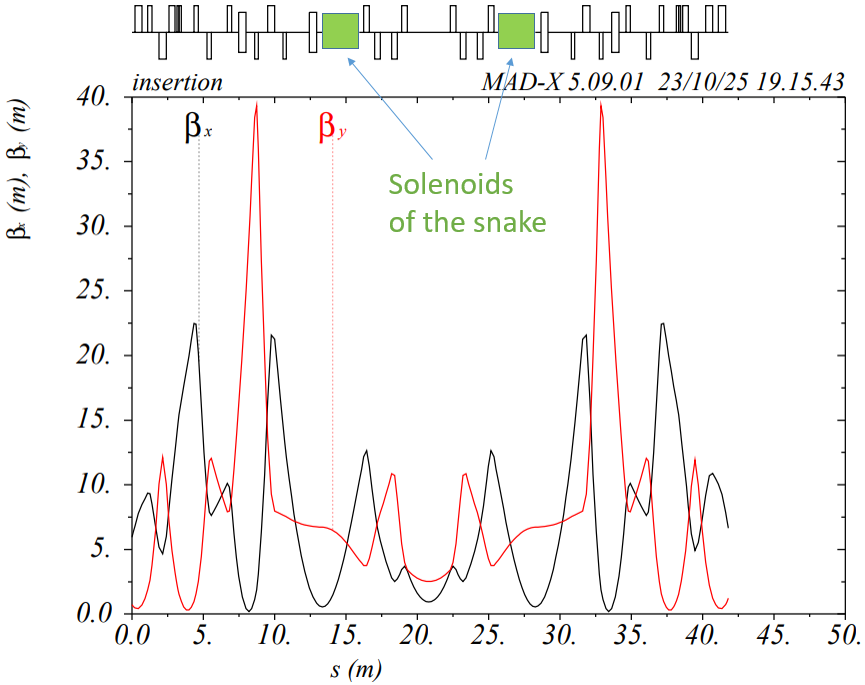 insertion MAD-X 5.09.01 23/10/25 19.15.43
40.
35.
30.
25.
20.
15.
10.
5.
0.0
βx (m), βy (m)
βx
βy
Solenoids
of the snake
0.0 5. 10. 15. 20. 25. 30. 35. 40. 45. 50.
s (m)